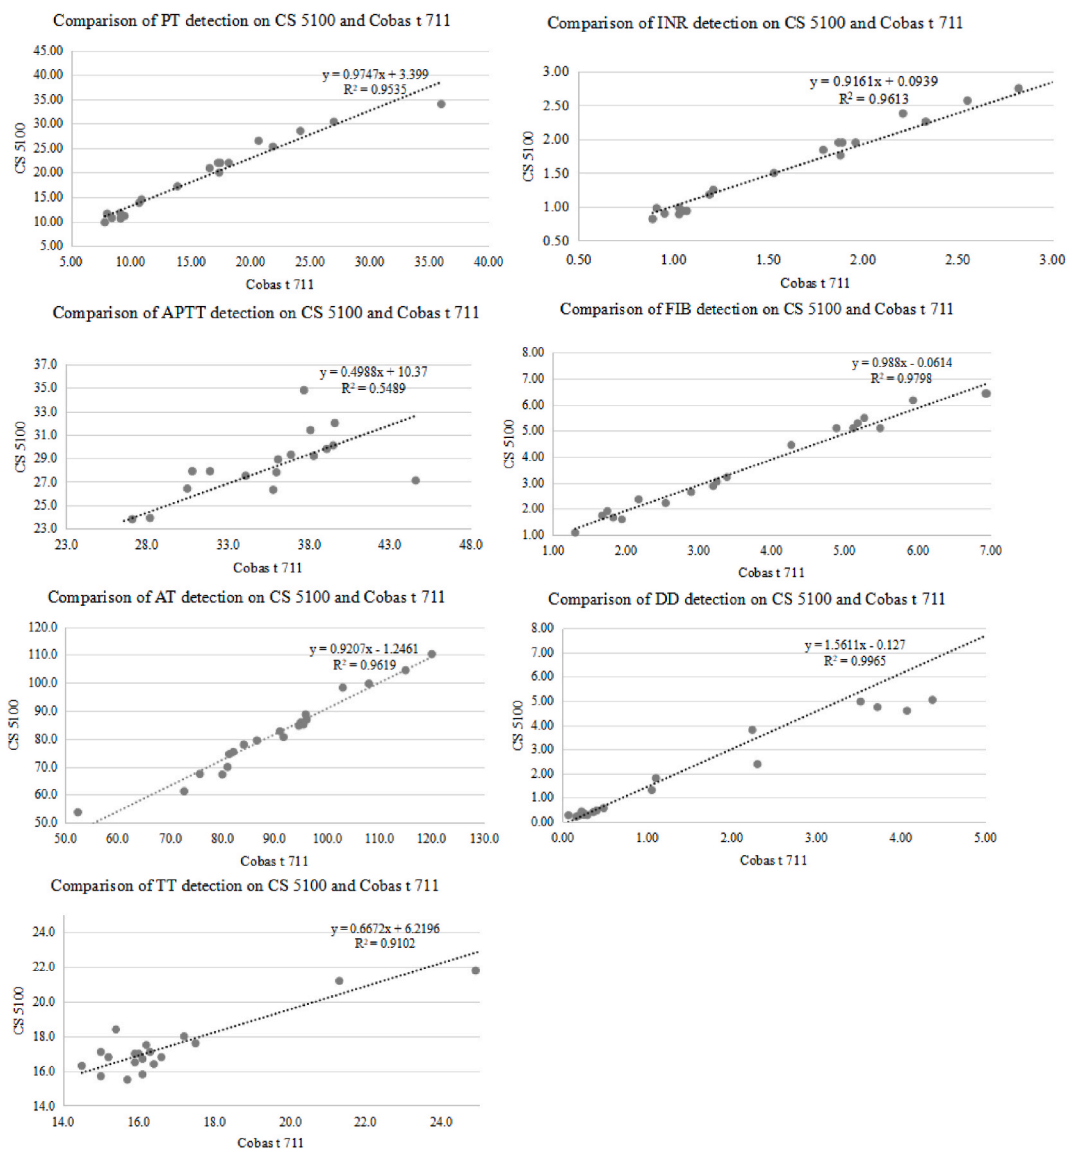 Comparison of PT detection on CS 5100 and Cobas t 711
45.00
40.00
35.00
30.00
25.00
20.00
15.00
10.00
5.00
CS 5100
y = 0.9747x + 3.399
R² = 0.9535
5.00 10.00 15.00 20.00 25.00 30.00 35.00 40.00
Cobas t 711
Comparison of INR detection on CS 5100 and Cobas t 711
3.00
2.50
2.00
1.50
1.00
0.50
CS 5100
y = 0.9161x + 0.0939
R² = 0.9613
0.50 1.00 1.50 2.00 2.50 3.00
Cobas t 711
Comparison of APTT detection on CS 5100 and Cobas t 711
37.0
35.0
33.0
31.0
29.0
27.0
25.0
23.0
CS 5100
y = 0.4988x + 10.37
R² = 0.5489
23.0 28.0 33.0 38.0 43.0 48.0
Cobas t 711
Comparison of FIB detection on CS 5100 and Cobas t 711
8.00
7.00
6.00
5.00
4.00
3.00
2.00
1.00
CS 5100
y = 0.988x - 0.0614
R² = 0.9798
1.00 2.00 3.00 4.00 5.00 6.00 7.00
Cobas t 711
Comparison of AT detection on CS 5100 and Cobas t 711
120.0
110.0
100.0
90.0
80.0
70.0
60.0
50.0
CS 5100
y = 0.9207x - 1.2461
R² = 0.9619
50.0 60.0 70.0 80.0 90.0 100.0 110.0 120.0 130.0
Cobas t 711
Comparison of DD detection on CS 5100 and Cobas t 711
8.00
7.00
6.00
5.00
4.00
3.00
2.00
1.00
0.00
CS 5100
y = 1.5611x - 0.127
R² = 0.9965
0.00 1.00 2.00 3.00 4.00 5.00
Cobas t 711
Comparison of TT detection on CS 5100 and Cobas t 711
24.0
22.0
20.0
18.0
16.0
14.0
CS 5100
y = 0.6672x + 6.2196
R² = 0.9102
14.0 16.0 18.0 20.0 22.0 24.0
Cobas t 711